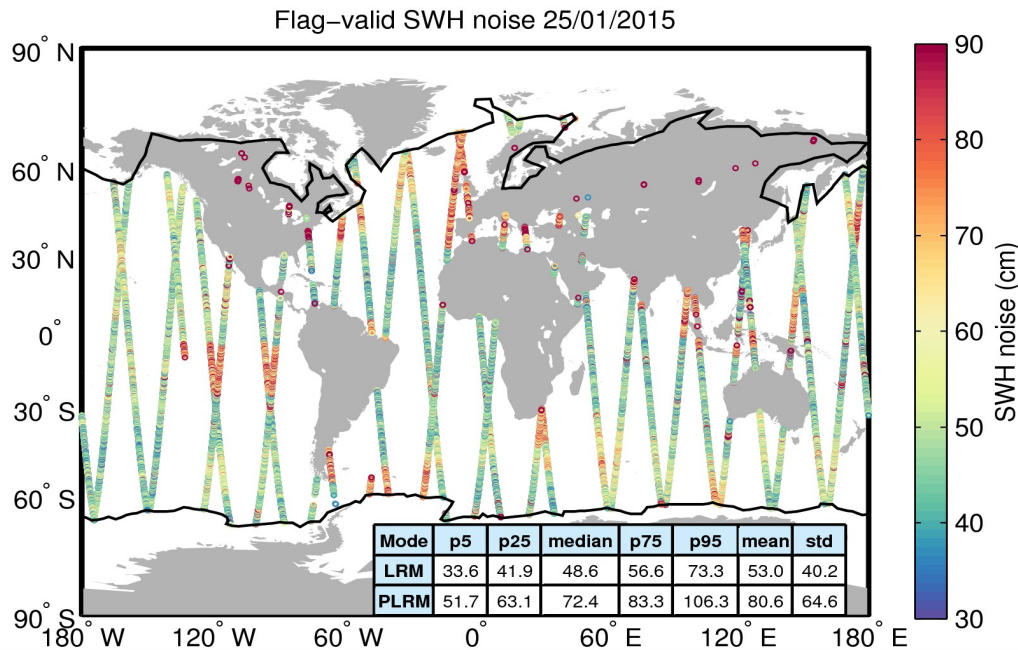 Flag−valid SWH noise 25/01/2015
90° N
60° N
30° N
0°
30° S
60° S
90° S
180° W
120° W
60° W
0°
60° E
120° E
180° E
Mode p5 p25 median p75 p95 mean std
LRM 33.6 41.9 48.6 56.6 73.3 53.0 40.2
PLRM 51.7 63.1 72.4 83.3 106.3 80.6 64.6
90
80
70
60
50
40
30
SWH noise (cm)